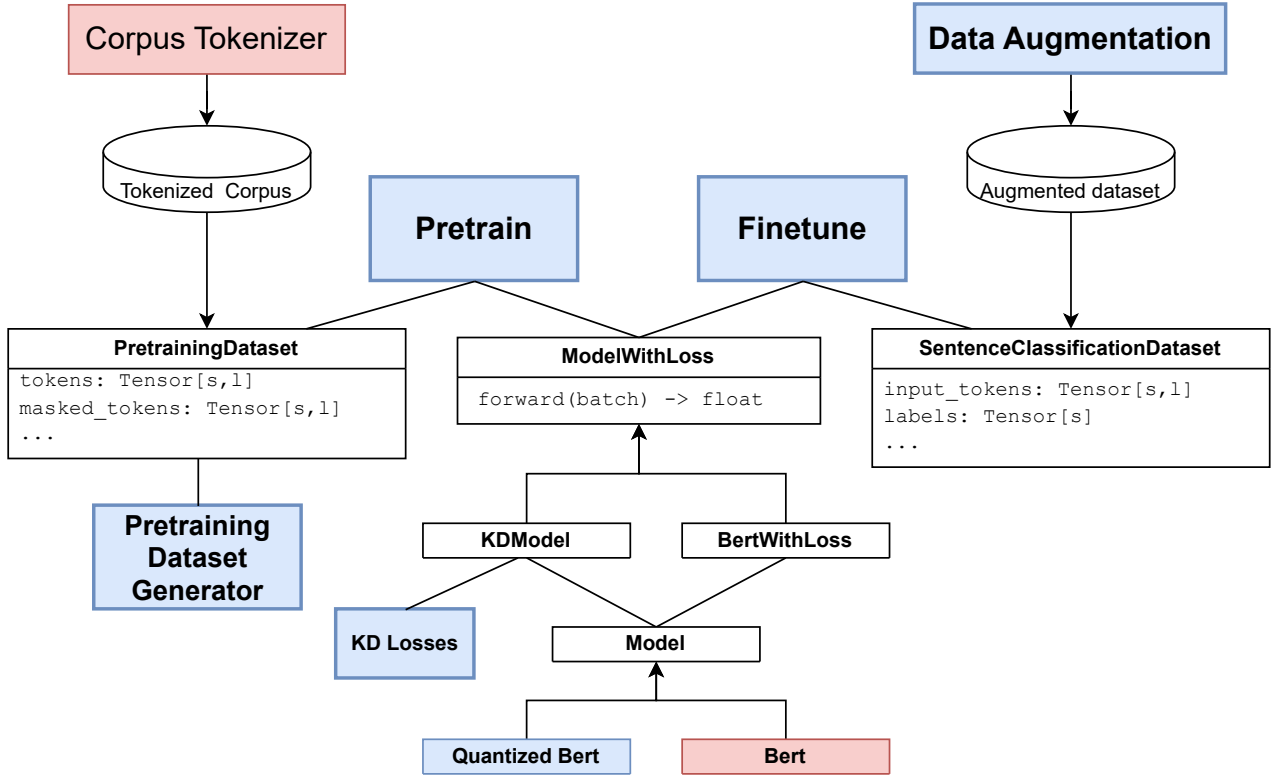 Corpus Tokenizer
Data Augmentation
Tokenized  Corpus
Augmented dataset
Pretrain
Finetune
PretrainingDataset
tokens: Tensor[s,l]
masked_tokens: Tensor[s,l]
...
ModelWithLoss
forward(batch) -> float
SentenceClassificationDataset
input_tokens: Tensor[s,l]
labels: Tensor[s]
...
Pretraining
Dataset
Generator
KDModel
BertWithLoss
KD Losses
Model
Quantized Bert
Bert